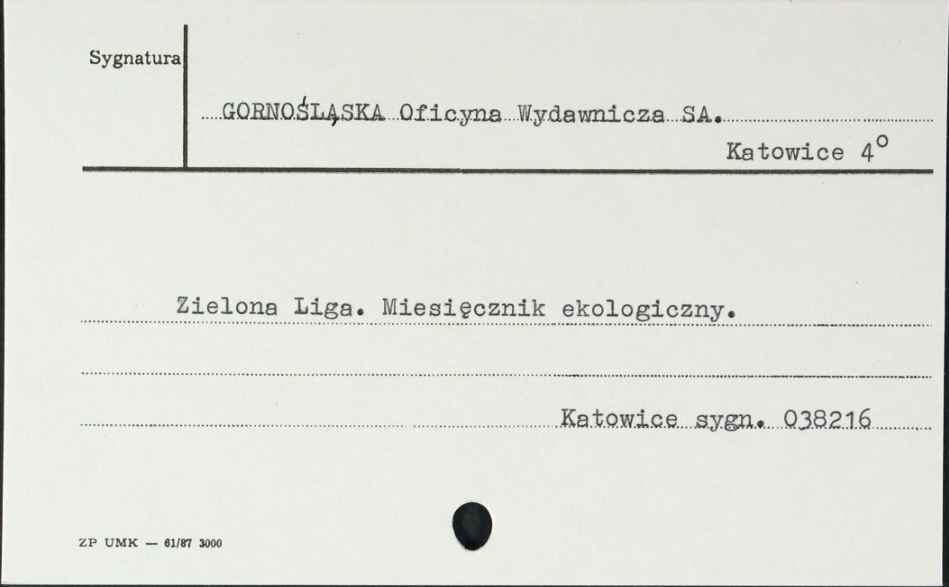 Sygnatura
GORNOŚLĄSKA Oficyna Wydawnicza SA.
Katowice 4°
Zielona Liga. Miesięcznik ekologiczny.
Katowice sygn. 038216
ZP UMK — 61/87 3000